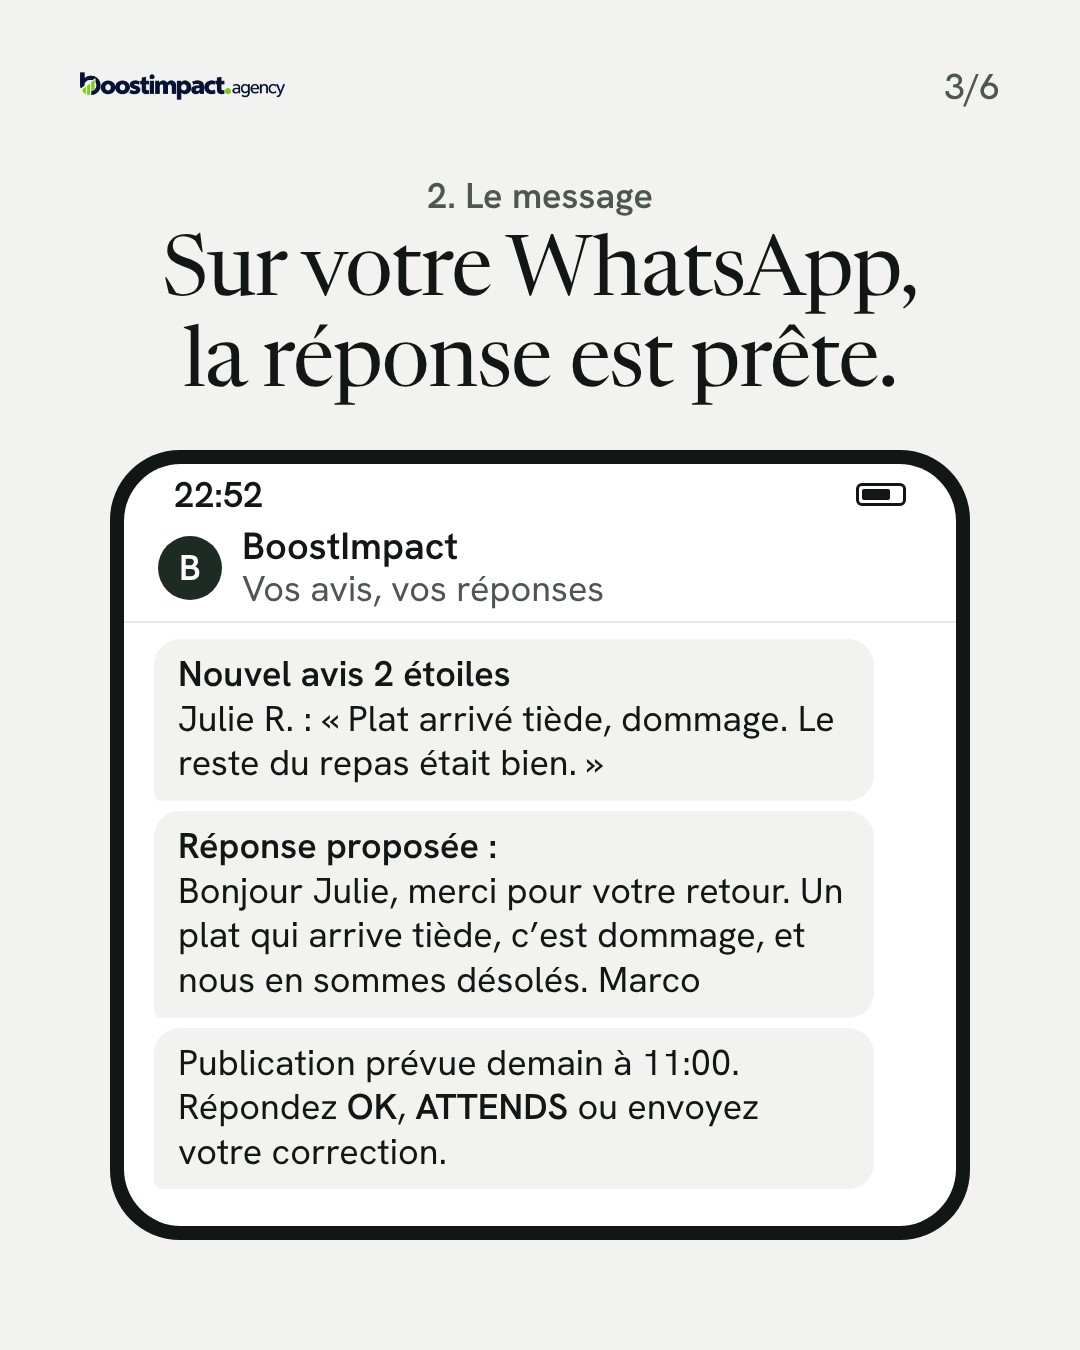 boostimpact.agency
3/6
2. Le message
Sur votre WhatsApp,
la réponse est prête.
22:52
B
BoostImpact
Vos avis, vos réponses
Nouvel avis 2 étoiles
Julie R. : « Plat arrivé tiède, dommage. Le
reste du repas était bien. »
Réponse proposée :
Bonjour Julie, merci pour votre retour. Un
plat qui arrive tiède, c’est dommage, et
nous en sommes désolés. Marco
Publication prévue demain à 11:00.
Répondez OK, ATTENDS ou envoyez
votre correction.